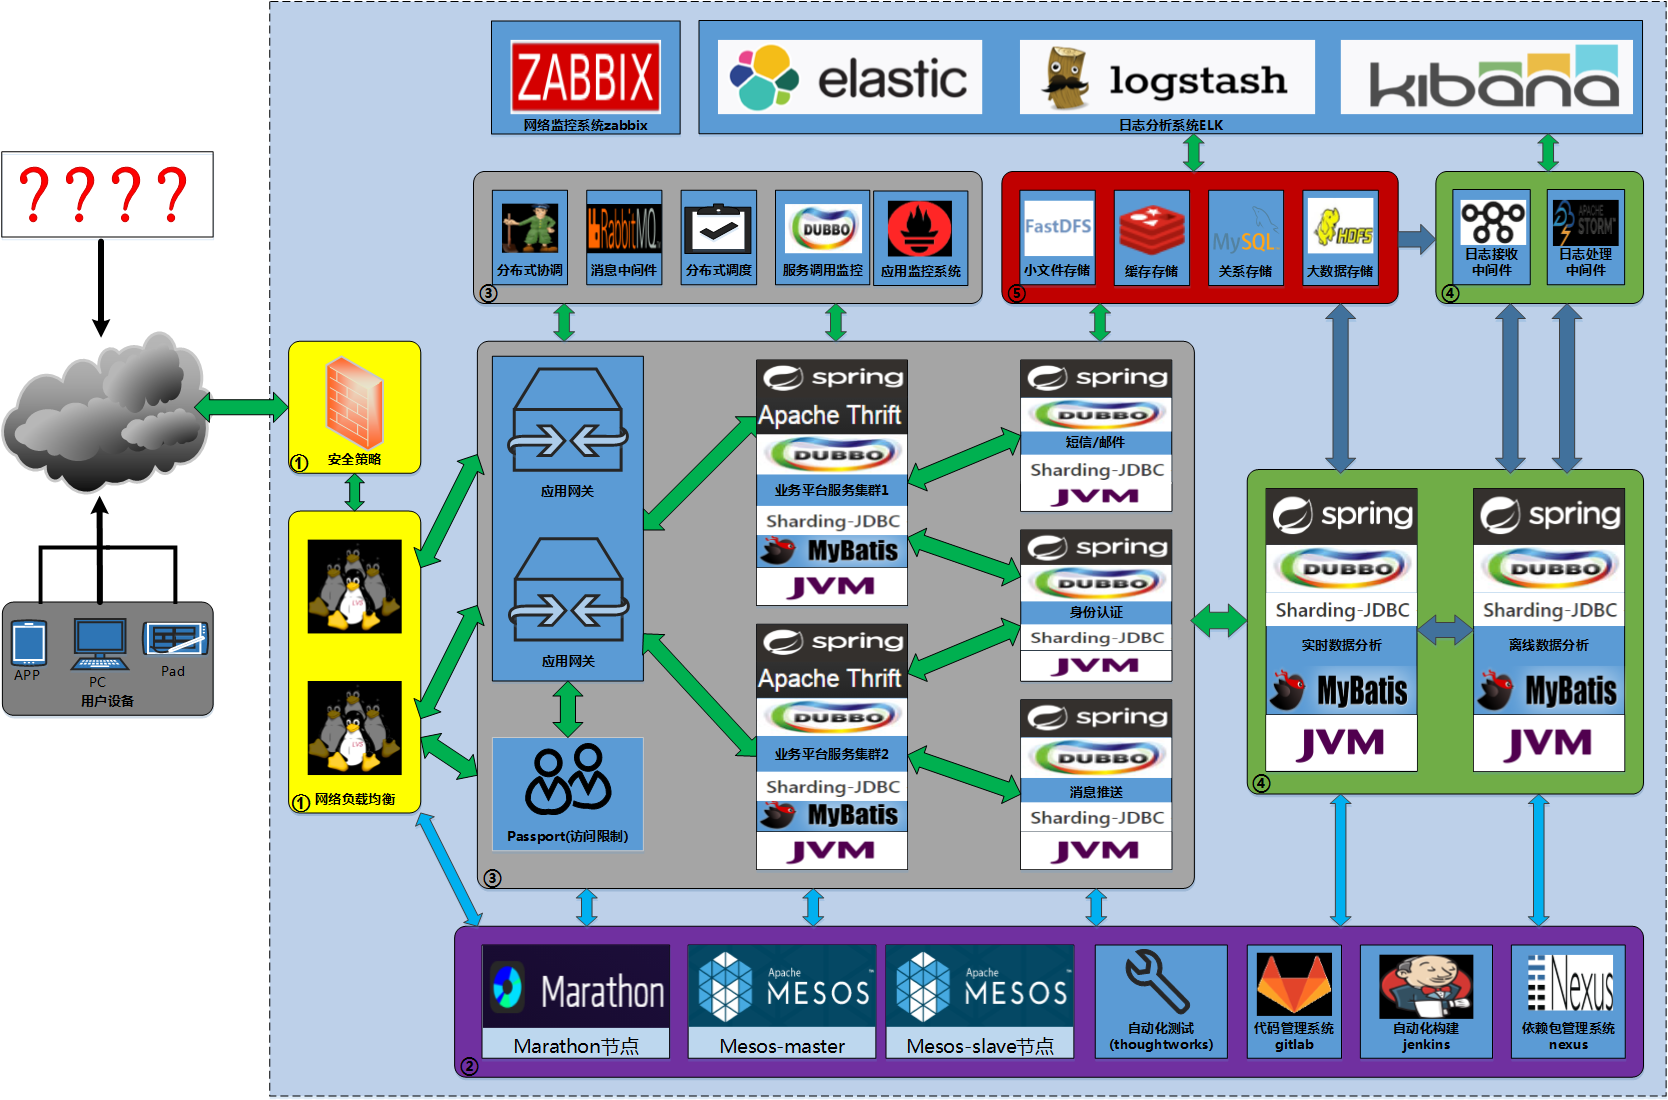 ZABBIX
网络监控系统zabbix
elastic
logstash
kibana
日志分析系统ELK
????
分布式协调
RabbitMQ
消息中间件
分布式调度
DUBBO
服务调用监控
应用监控系统
③
FastDFS
小文件存储
缓存存储
MySQL
关系存储
HDFS
大数据存储
⑤
日志接收
中间件
APACHE
STORM
日志处理
中间件
④
安全策略
①
LVS
LVS
网络负载均衡
①
APP
PC
Pad
用户设备
应用网关
应用网关
Passport(访问限制)
③
spring
Apache Thrift
DUBBO
业务平台服务集群1
Sharding-JDBC
MyBatis
JVM
spring
Apache Thrift
DUBBO
业务平台服务集群2
Sharding-JDBC
MyBatis
JVM
spring
DUBBO
短信/邮件
Sharding-JDBC
JVM
spring
DUBBO
身份认证
Sharding-JDBC
JVM
spring
DUBBO
消息推送
Sharding-JDBC
JVM
spring
DUBBO
Sharding-JDBC
实时数据分析
MyBatis
JVM
spring
DUBBO
Sharding-JDBC
离线数据分析
MyBatis
JVM
④
Marathon
Marathon节点
Apache
MESOS™
Mesos-master
Apache
MESOS™
Mesos-slave节点
自动化测试
(thoughtworks)
代码管理系统
gitlab
自动化构建
jenkins
Nexus
依赖包管理系统
nexus
②